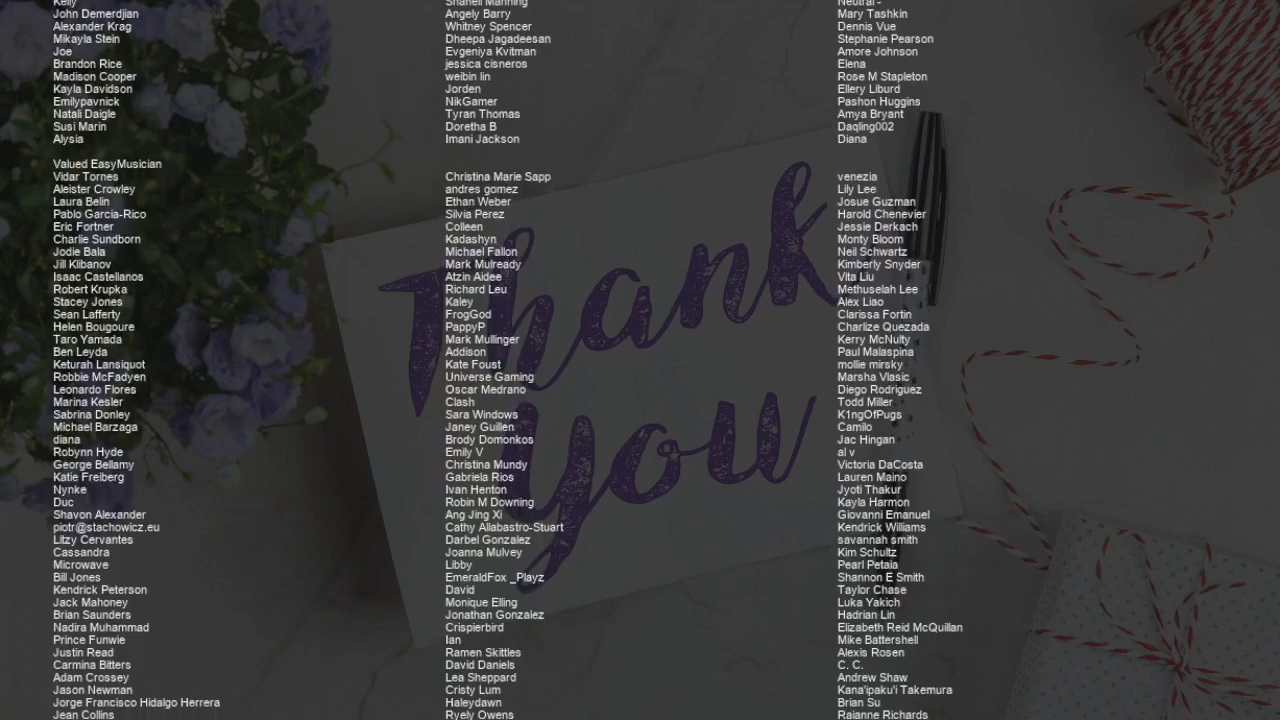 Kelly
John Demerdjian
Alexander Krag
Mikayla Stein
Joe
Brandon Rice
Madison Cooper
Kayla Davidson
Emilypavnick
Natali Daigle
Susi Marin
Alysia
Valued EasyMusician
Vidar Tornes
Aleister Crowley
Laura Belin
Pablo Garcia-Rico
Eric Fortner
Charlie Sundborn
Jodie Bala
Jill Klibanov
Isaac Castellanos
Robert Krupka
Stacey Jones
Sean Lafferty
Helen Bougoure
Taro Yamada
Ben Leyda
Keturah Lansiquot
Robbie McFadyen
Leonardo Flores
Marina Kesler
Sabrina Donley
Michael Barzaga
diana
Robynn Hyde
George Bellamy
Katie Freiberg
Nynke
Duc
Shavon Alexander
piotr@stachowicz.eu
Litzy Cervantes
Cassandra
Microwave
Bill Jones
Kendrick Peterson
Jack Mahoney
Brian Saunders
Nadira Muhammad
Prince Funwie
Justin Read
Carmina Bitters
Adam Crossey
Jason Newman
Jorge Francisco Hidalgo Herrera
Jean Collins
Shanell Manning
Angely Barry
Whitney Spencer
Dheepa Jagadeesan
Evgeniya Kvitman
jessica cisneros
weibin lin
Jorden
NikGamer
Tyran Thomas
Doretha B
Imani Jackson
Christina Marie Sapp
andres gomez
Ethan Weber
Silvia Perez
Colleen
Kadashyn
Michael Fallon
Mark Mulready
Atzin Aidee
Richard Leu
Kaley
FrogGod
PappyP
Mark Mullinger
Addison
Kate Foust
Universe Gaming
Oscar Medrano
Clash
Sara Windows
Janey Guillen
Brody Domonkos
Emily V
Christina Mundy
Gabriela Rios
Ivan Henton
Robin M Downing
Ang Jing Xi
Cathy Allabastro-Stuart
Darbel Gonzalez
Joanna Mulvey
Libby
EmeraldFox _Playz
David
Monique Elling
Jonathan Gonzalez
Crispierbird
Ian
Ramen Skittles
David Daniels
Lea Sheppard
Cristy Lum
Haleydawn
Ryely Owens
Neutral -
Mary Tashkin
Dennis Vue
Stephanie Pearson
Amore Johnson
Elena
Rose M Stapleton
Ellery Liburd
Pashon Huggins
Amya Bryant
Daqling002
Diana
venezia
Lily Lee
Josue Guzman
Harold Chenevier
Jessie Derkach
Monty Bloom
Neil Schwartz
Kimberly Snyder
Vita Liu
Methuselah Lee
Alex Liao
Clarissa Fortin
Charlize Quezada
Kerry McNulty
Paul Malaspina
mollie mirsky
Marsha Vlasic
Diego Rodriguez
Todd Miller
K1ngOfPugs
Camilo
Jac Hingan
al v
Victoria DaCosta
Lauren Maino
Jyoti Thakur
Kayla Harmon
Giovanni Emanuel
Kendrick Williams
savannah smith
Kim Schultz
Pearl Petaia
Shannon E Smith
Taylor Chase
Luka Yakich
Hadrian Lin
Elizabeth Reid McQuillan
Mike Battershell
Alexis Rosen
C. C.
Andrew Shaw
Kana'ipaku'i Takemura
Brian Su
Raianne Richards
Thank
you